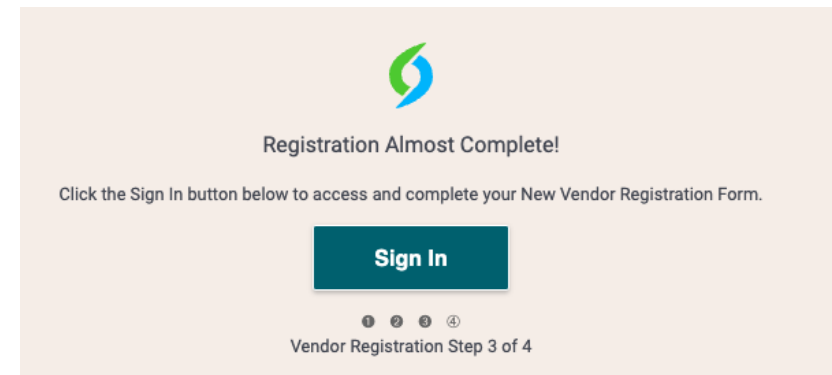 Registration Almost Complete!
Click the Sign In button below to access and complete your New Vendor Registration Form.
Sign In
❶ ❷ ❸ ④
Vendor Registration Step 3 of 4